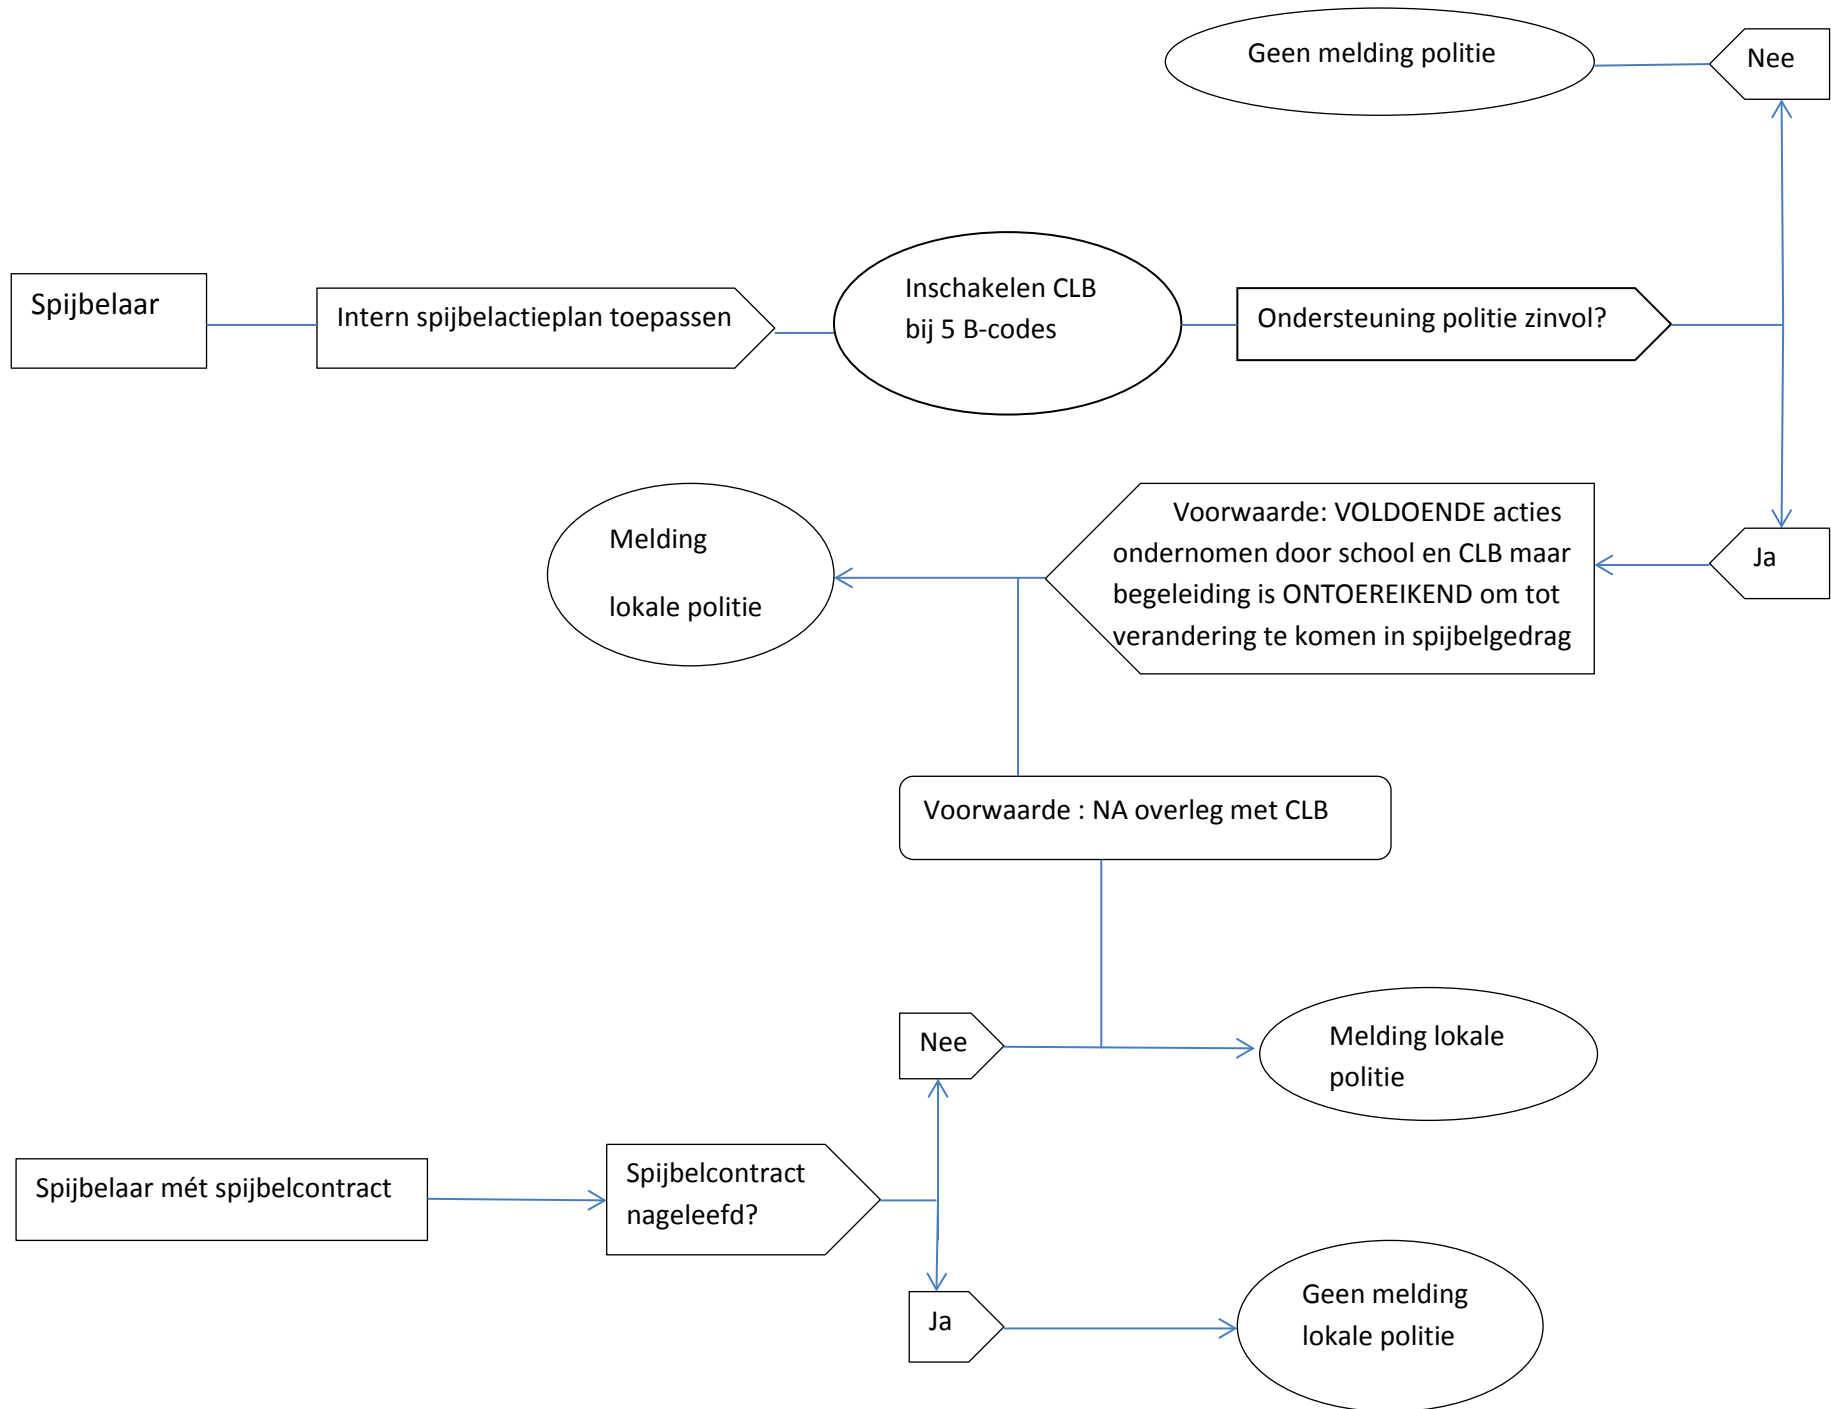 Geen melding politie
Nee
Spijbelaar
Intern spijbelactieplan toepassen
Inschakelen CLB
bij 5 B-codes
Ondersteuning politie zinvol?
Melding
lokale politie
Voorwaarde: VOLDOENDE acties
ondernomen door school en CLB maar
begeleiding is ONTOEREIKEND om tot
verandering te komen in spijbelgedrag
Ja
Voorwaarde : NA overleg met CLB
Nee
Melding lokale
politie
Spijbelaar mét spijbelcontract
Spijbelcontract
nageleefd?
Ja
Geen melding
lokale politie